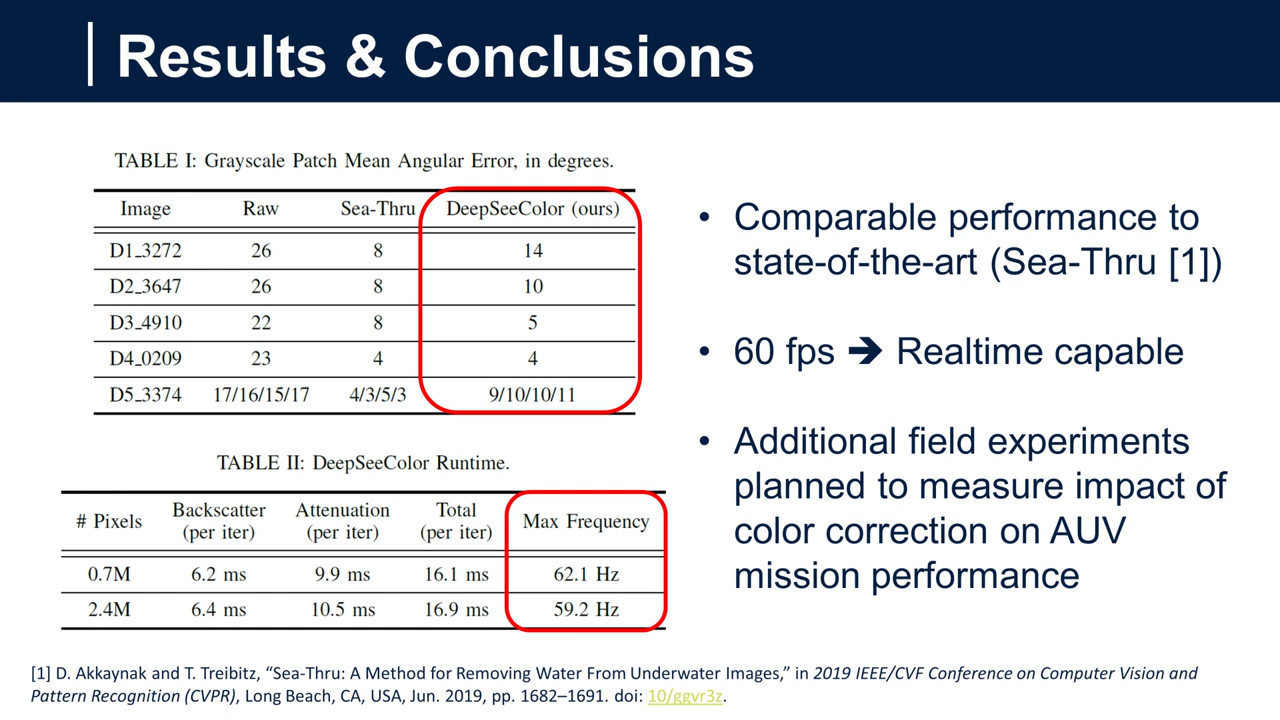 Results & Conclusions
TABLE I: Grayscale Patch Mean Angular Error, in degrees.
Image Raw Sea-Thru DeepSeeColor (ours)
D1_3272 26 8 14
D2_3647 26 8 10
D3_4910 22 8 5
D4_0209 23 4 4
D5_3374 17/16/15/17 4/3/5/3 9/10/10/11
TABLE II: DeepSeeColor Runtime.
# Pixels Backscatter (per iter) Attenuation (per iter) Total (per iter) Max Frequency
0.7M 6.2 ms 9.9 ms 16.1 ms 62.1 Hz
2.4M 6.4 ms 10.5 ms 16.9 ms 59.2 Hz
• Comparable performance to
state-of-the-art (Sea-Thru [1])
• 60 fps 🡲 Realtime capable
• Additional field experiments
planned to measure impact of
color correction on AUV
mission performance
[1] D. Akkaynak and T. Treibitz, “Sea-Thru: A Method for Removing Water From Underwater Images,” in 2019 IEEE/CVF Conference on Computer Vision and
Pattern Recognition (CVPR), Long Beach, CA, USA, Jun. 2019, pp. 1682–1691. doi: 10/ggvr3z.